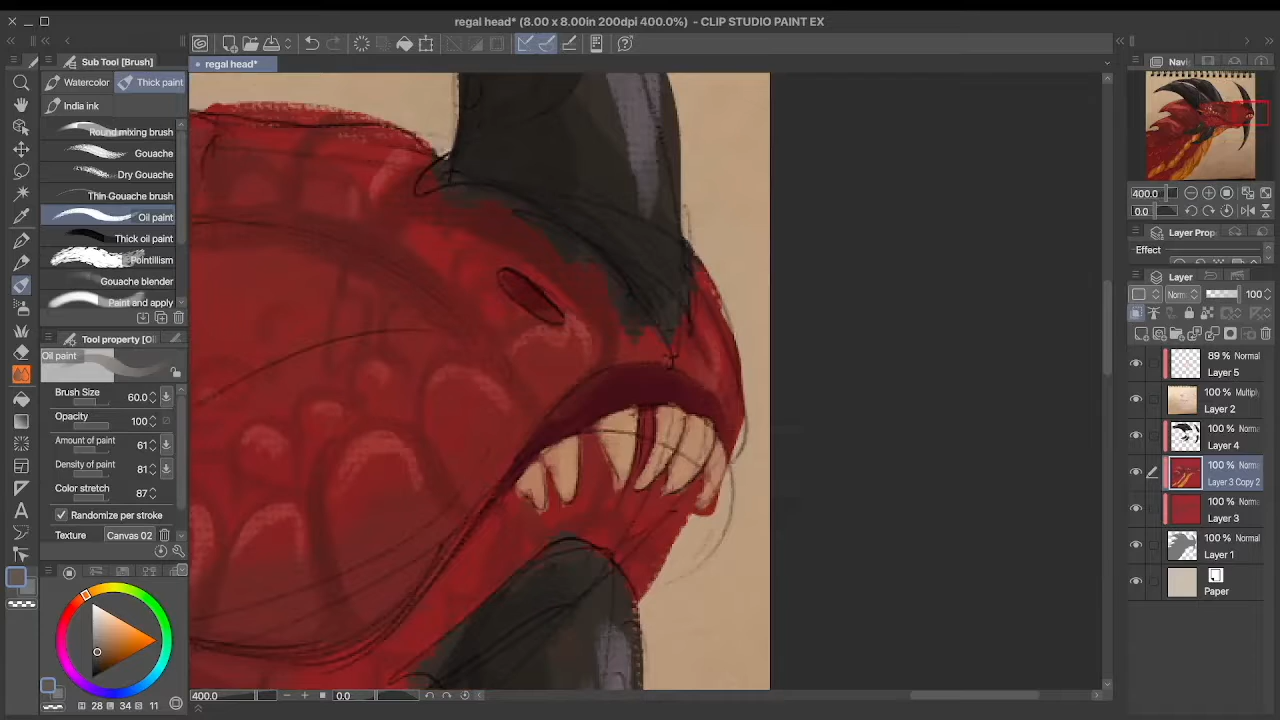 regal head* (8.00 x 8.00in 200dpi 400.0%) - CLIP STUDIO PAINT EX
Sub Tool [Brush]
regal head*
Navi
Watercolor
Thick paint
India ink
Round mixing brush
Gouache
Dry Gouache
Thin Gouache brush
Oil paint
Thick oil paint
Pointillism
Gouache blender
Paint and apply
400.0
0.0
Layer Prop
Effect
Layer
Norm
100
Tool property [O
Oil paint
Brush Size
60.0
Opacity
100
Amount of paint
61
Density of paint
81
Color stretch
87
Randomize per stroke
Texture
Canvas 02
89 % Normal
Layer 5
100 % Multipl
Layer 2
100 % Normal
Layer 4
100 % Norma
Layer 3 Copy 2
100 % Normal
Layer 3
100 % Normal
Layer 1
Paper
H 28 L 34 S 11
400.0
0.0